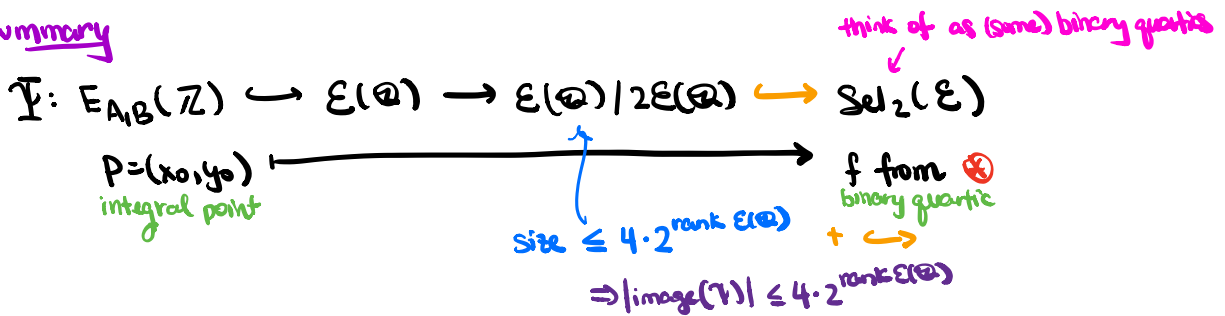 ummary
think of as (some) binary quartics
Ψ: E_{A,B}(ℤ) ↪ ℰ(ℚ) → ℰ(ℚ)/2ℰ(ℚ) ↪ Sel₂(ℰ)
P=(x₀,y₀) ↦ f from ⊛
integral point
binary quartic
size ≤ 4·2^{rank ℰ(ℚ)}
+ ↪
⇒|image(Ψ)| ≤ 4·2^{rank ℰ(ℚ)}